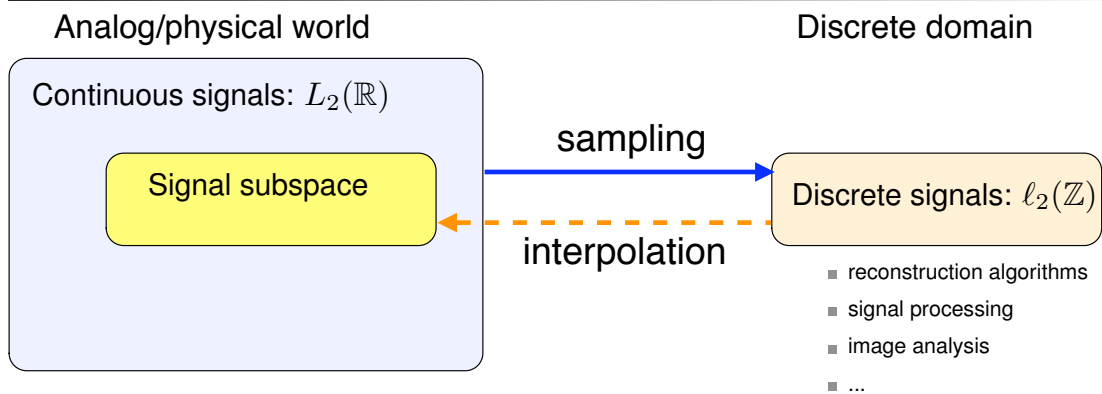 Analog/physical world
Discrete domain
Continuous signals: L₂(ℝ)
sampling
Signal subspace
Discrete signals: ℓ₂(ℤ)
interpolation
reconstruction algorithms
signal processing
image analysis
...